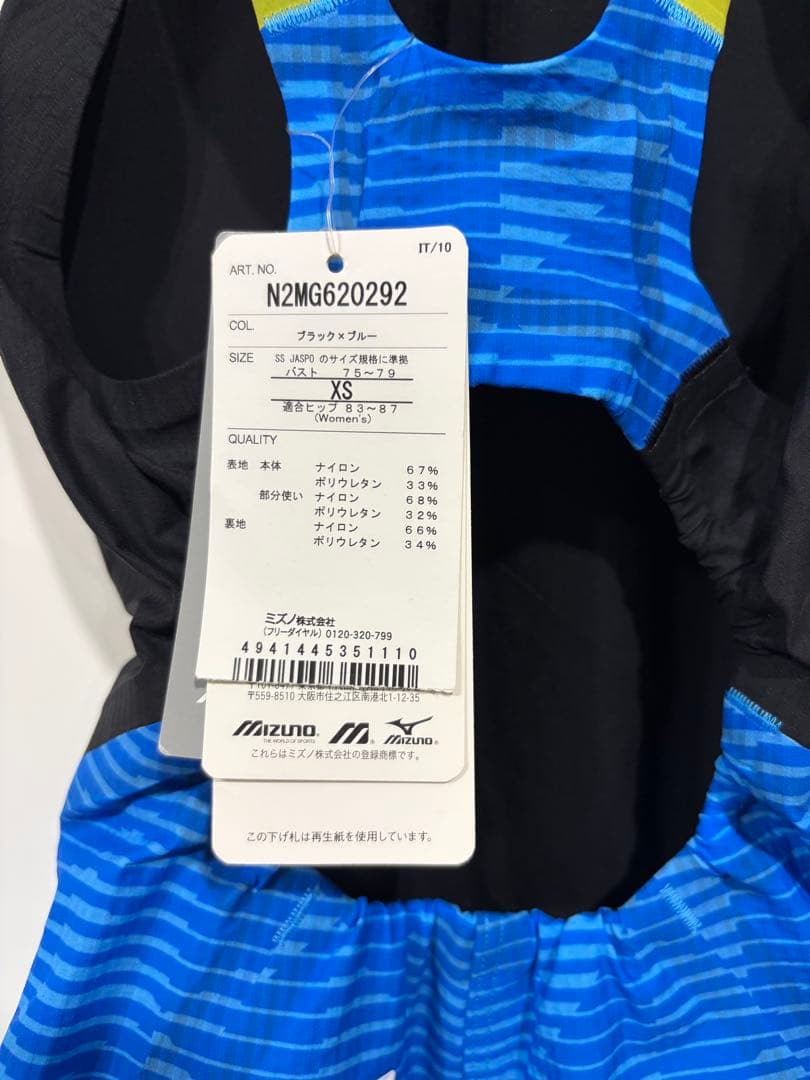 IT/10
ART. NO.
N2MG620292
COL.
ブラック×ブルー
SIZE SS JASPO のサイズ規格に準拠
バスト 75~79
XS
適合ヒップ 83~87
(Women's)
QUALITY
表地 本体 ナイロン 67%
ポリウレタン 33%
部分使い ナイロン 68%
ポリウレタン 32%
裏地 ナイロン 66%
ポリウレタン 34%
ミズノ株式会社
(フリーダイヤル) 0120-320-799
4941445351110
〒559-8510 大阪市住之江区南港北1-12-35
MIZUNO®
THE WORLD OF SPORTS
MIZUNO®
これらはミズノ株式会社の登録商標です。
この下げ札は再生紙を使用しています。